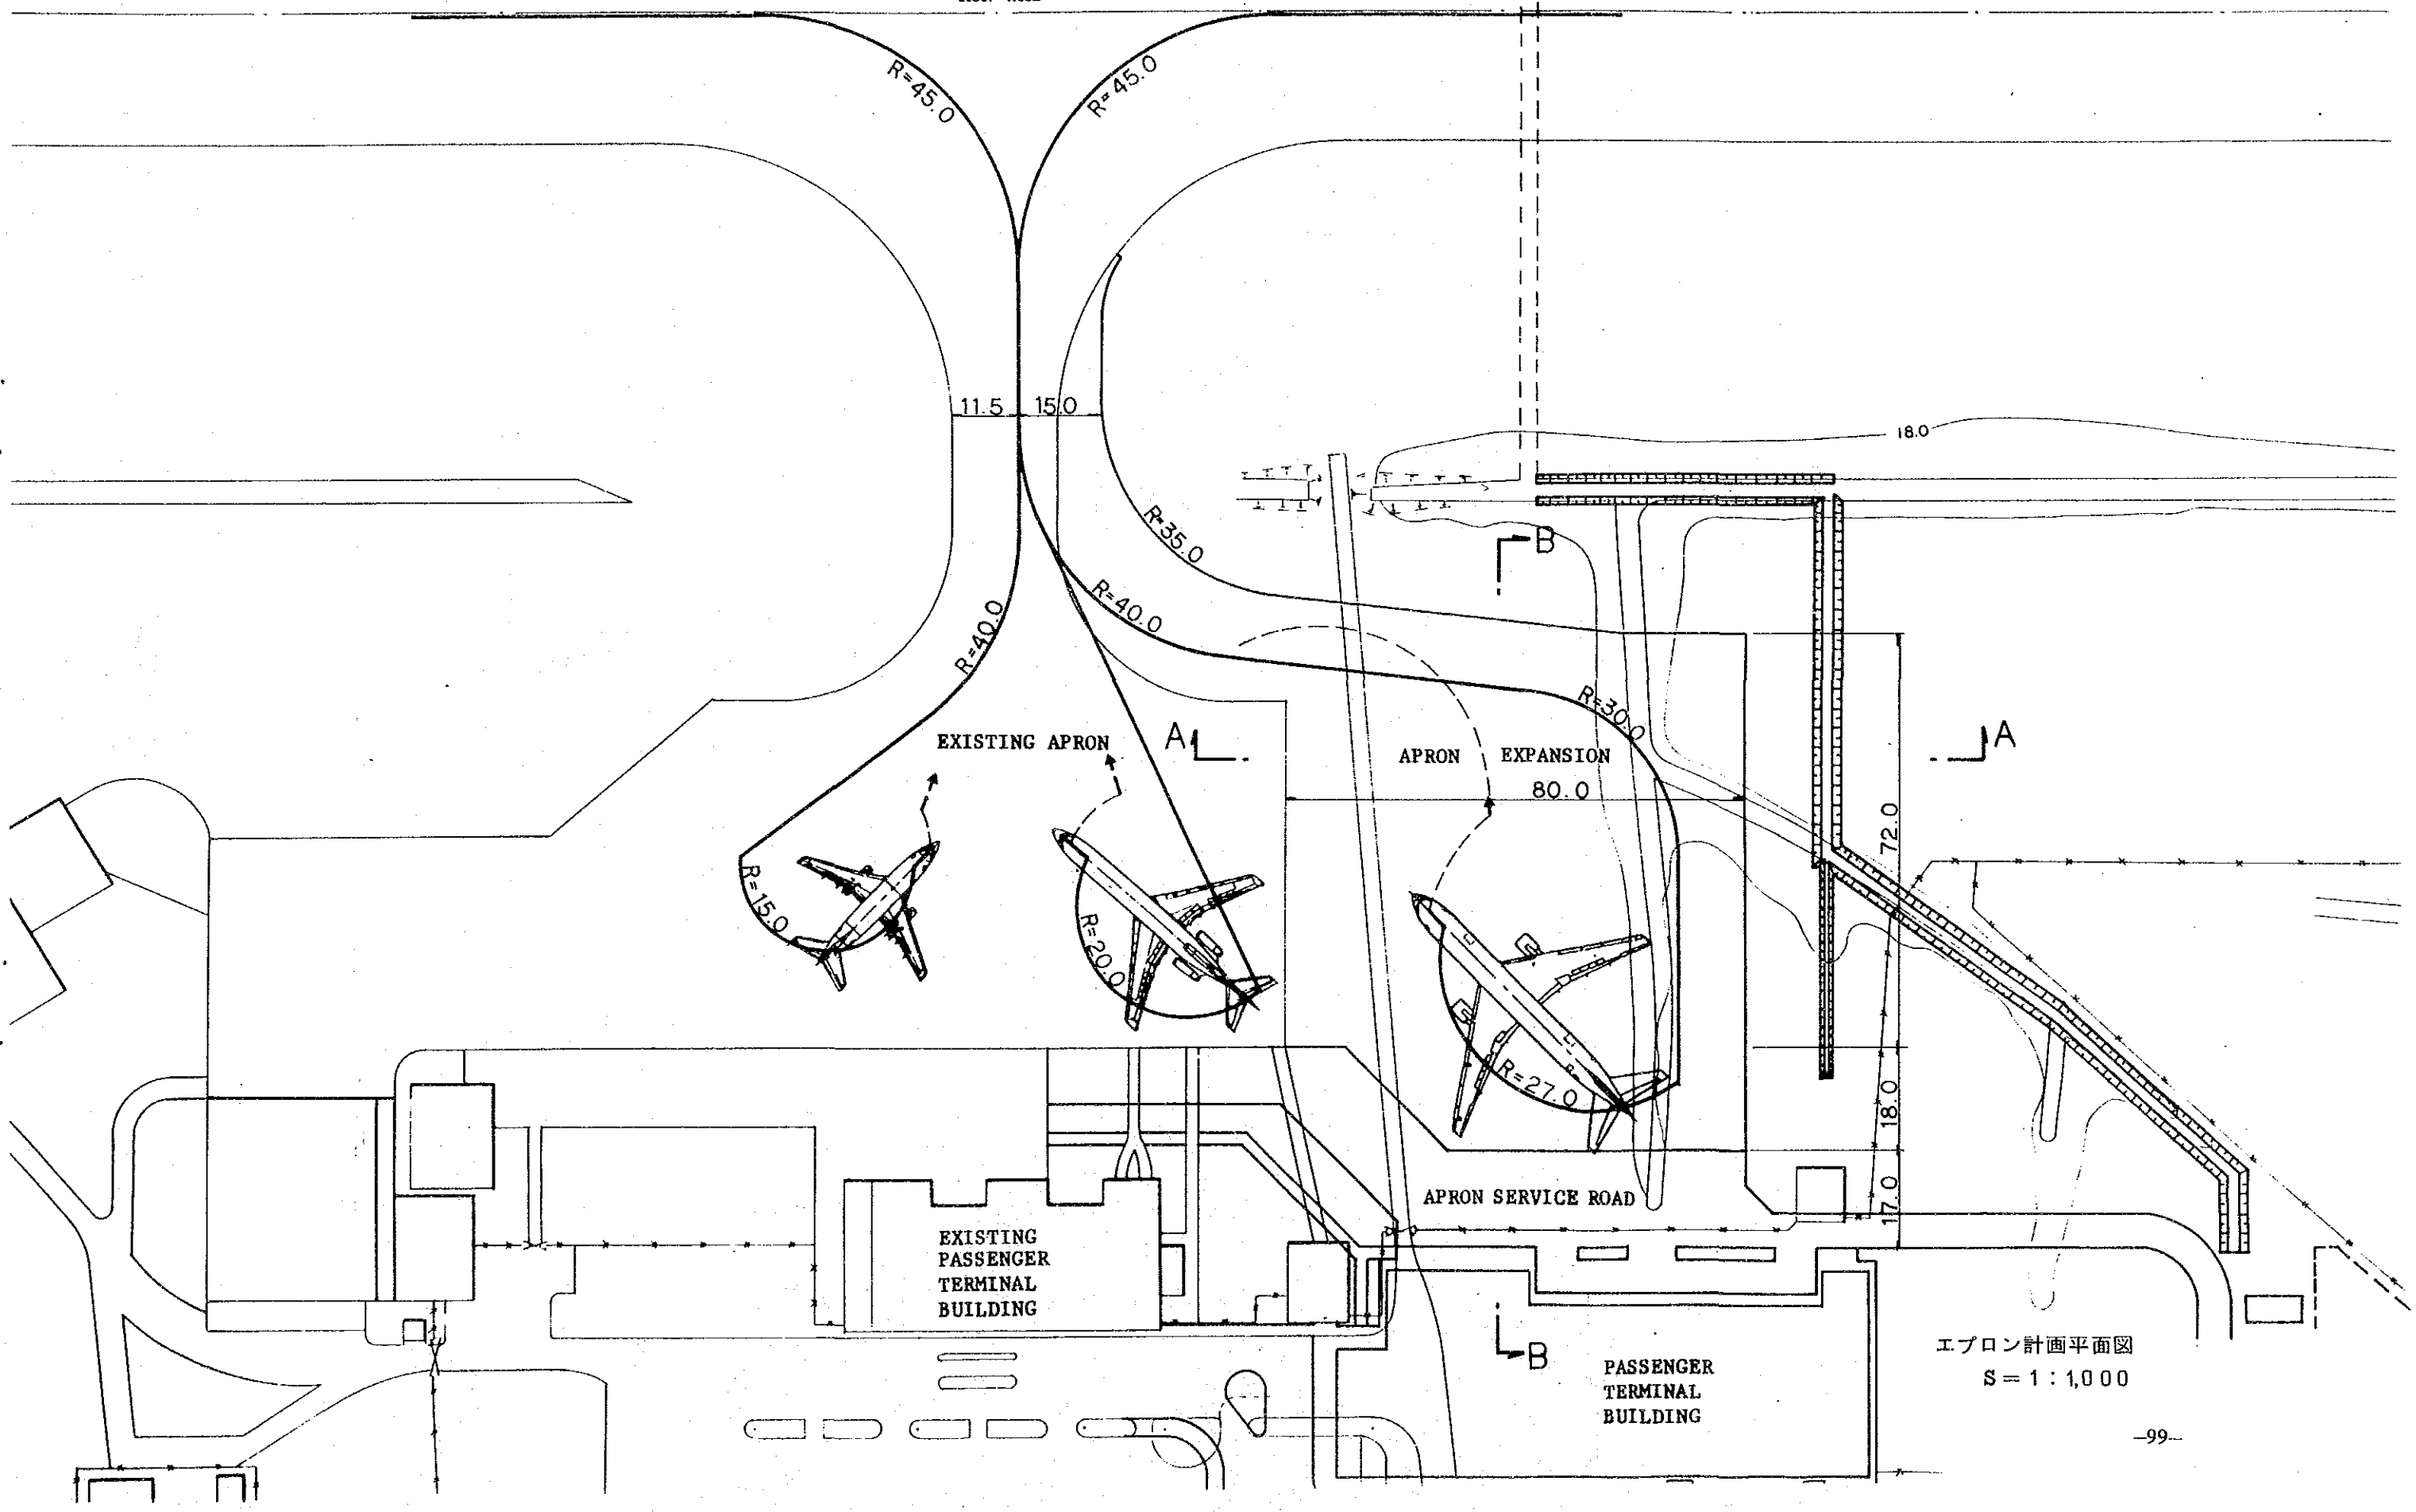 R=45.0
R=45.0
11.5
15.0
18.0
R=35.0
B
R=40.0
R=40.0
R=30.0
EXISTING APRON
A
A
APRON EXPANSION
80.0
72.0
R=15.0
R=20.0
R=27.0
18.0
17.0
APRON SERVICE ROAD
EXISTING
PASSENGER
TERMINAL
BUILDING
B
PASSENGER
TERMINAL
BUILDING
エプロン計画平面図
S = 1 : 1,000
—99—